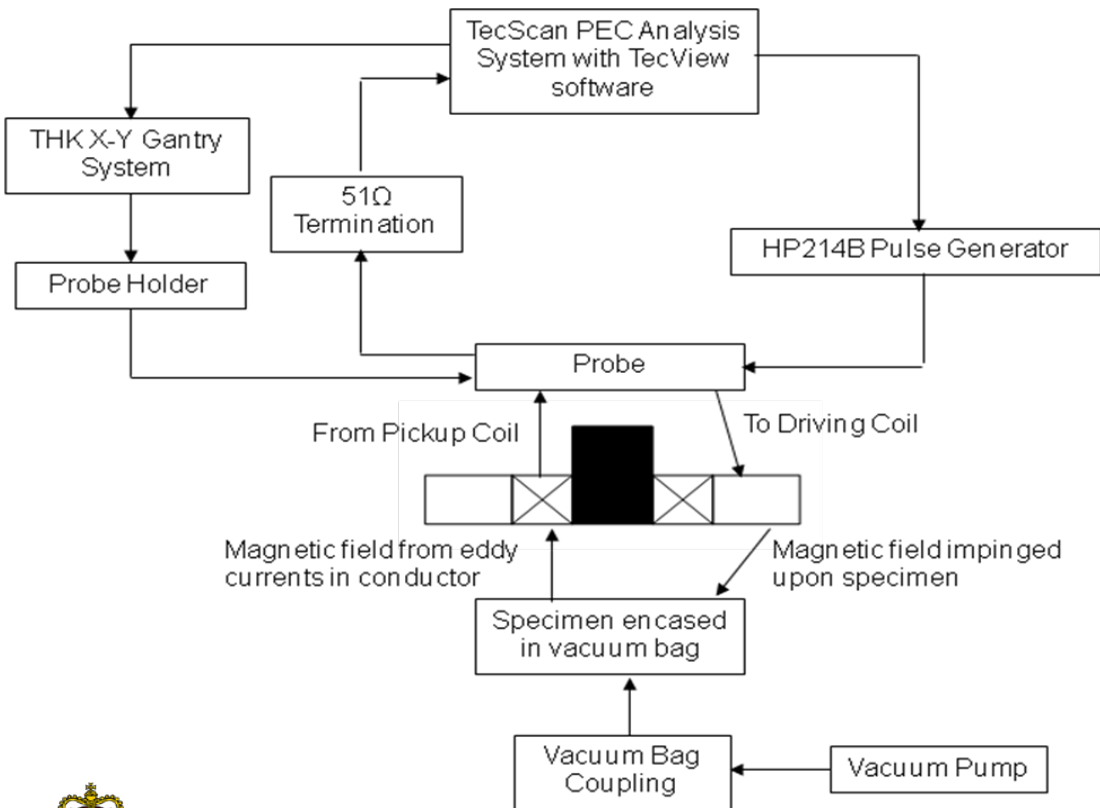 TecScan PEC Analysis
System with TecView
software
THK X-Y Gantry
System
51Ω
Termination
HP214B Pulse Generator
Probe Holder
Probe
From Pickup Coil
To Driving Coil
Magnetic field from eddy
currents in conductor
Magnetic field impinged
upon specimen
Specimen encased
in vacuum bag
Vacuum Bag
Coupling
Vacuum Pump